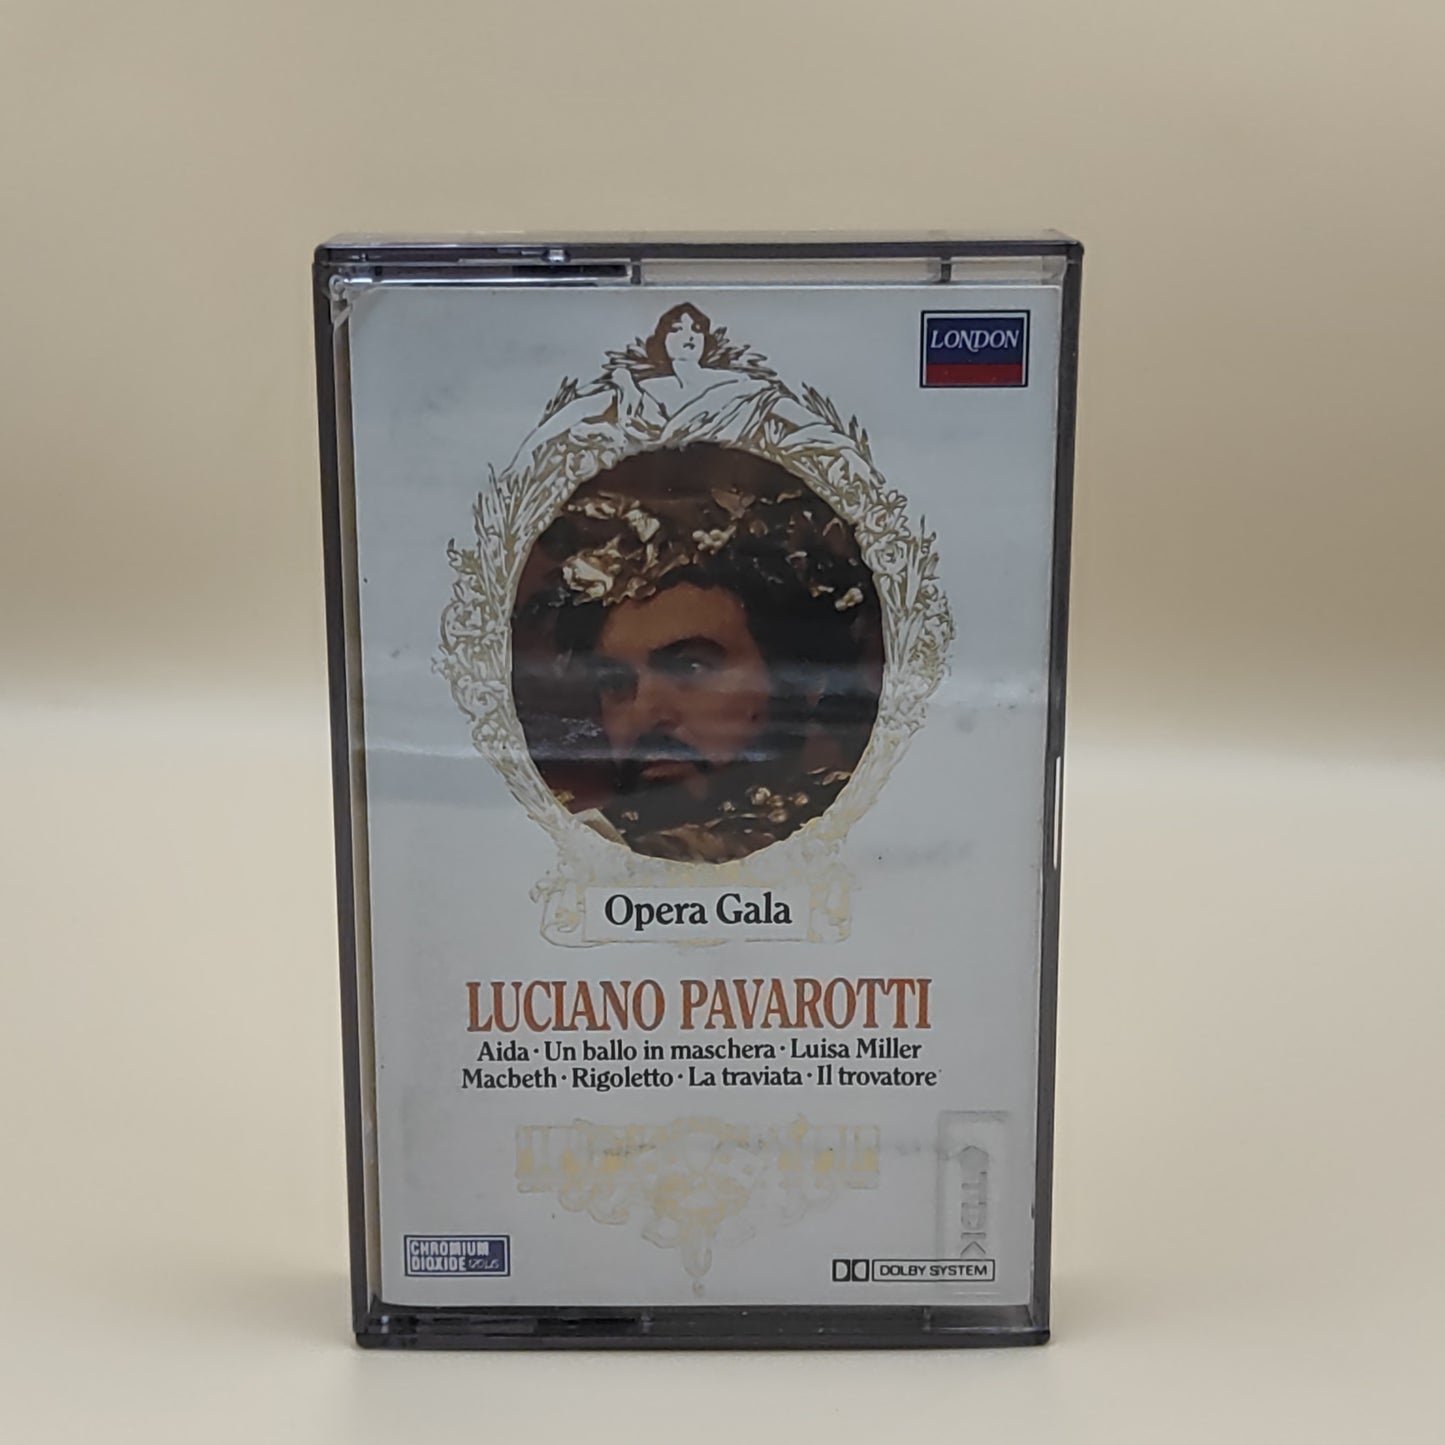 LONDON
Opera Gala
LUCIANO PAVAROTTI
Aida · Un ballo in maschera · Luisa Miller
Macbeth · Rigoletto · La traviata · Il trovatore
TDK
CHROMIUM
DIOXIDE
DOLBY SYSTEM